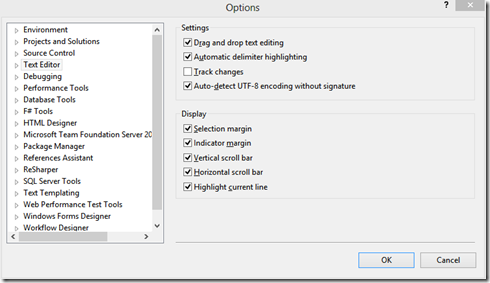 Options
Environment
Projects and Solutions
Source Control
Text Editor
Debugging
Performance Tools
Database Tools
F# Tools
HTML Designer
Microsoft Team Foundation Server 20
Package Manager
References Assistant
ReSharper
SQL Server Tools
Text Templating
Web Performance Test Tools
Windows Forms Designer
Workflow Designer
Settings
Drag and drop text editing
Automatic delimiter highlighting
Track changes
Auto-detect UTF-8 encoding without signature
Display
Selection margin
Indicator margin
Vertical scroll bar
Horizontal scroll bar
Highlight current line
OK
Cancel